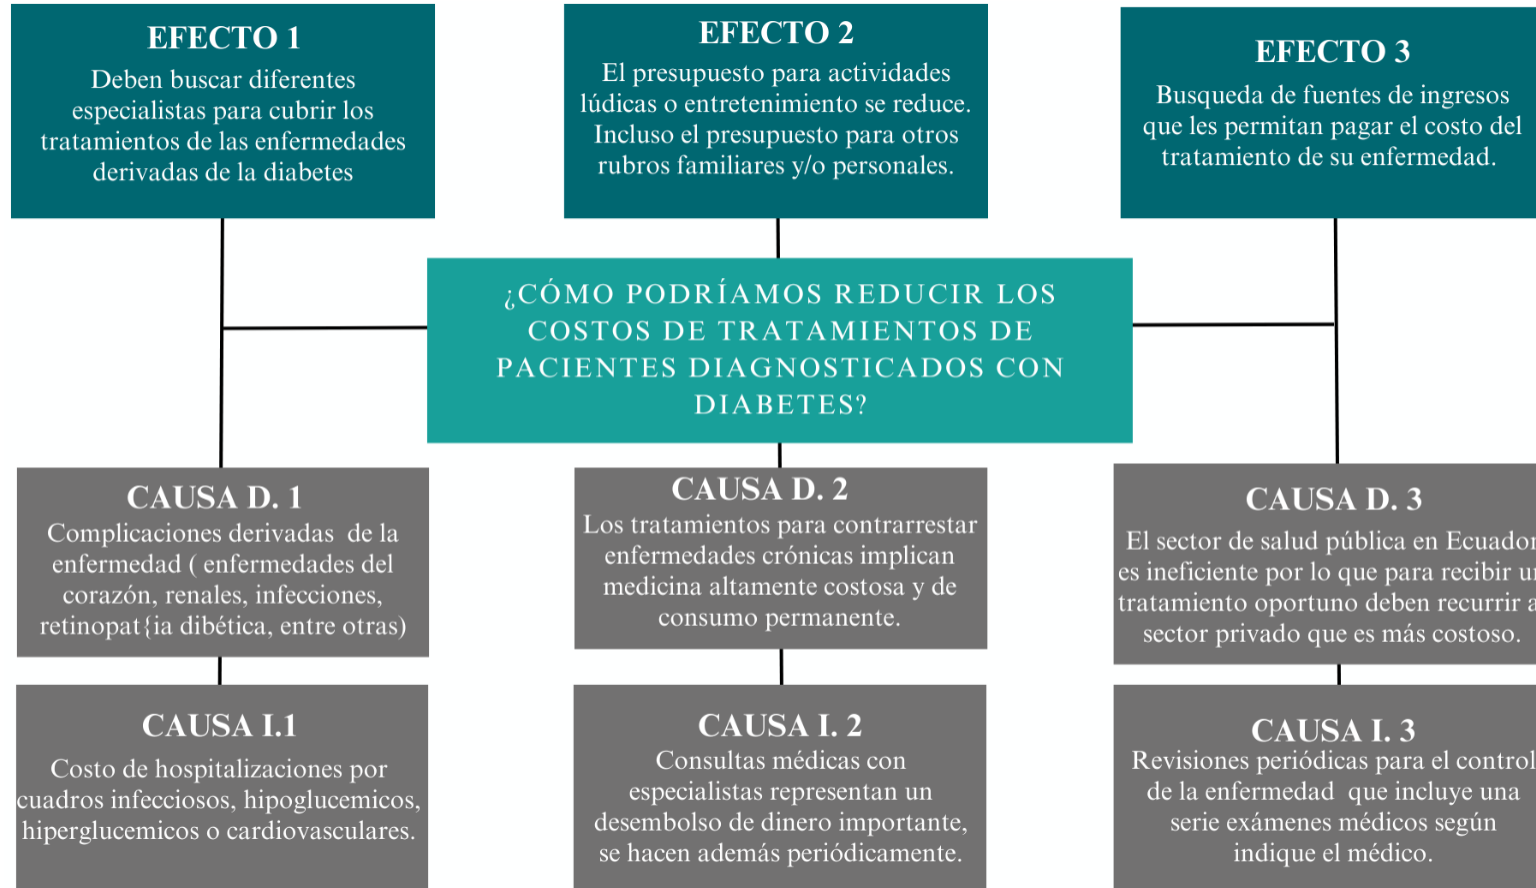 EFECTO 1
Deben buscar diferentes
especialistas para cubrir los
tratamientos de las enfermedades
derivadas de la diabetes
EFECTO 2
El presupuesto para actividades
lúdicas o entretenimiento se reduce.
Incluso el presupuesto para otros
rubros familiares y/o personales.
EFECTO 3
Busqueda de fuentes de ingresos
que les permitan pagar el costo del
tratamiento de su enfermedad.
¿CÓMO PODRÍAMOS REDUCIR LOS
COSTOS DE TRATAMIENTOS DE
PACIENTES DIAGNOSTICADOS CON
DIABETES?
CAUSA D. 1
Complicaciones derivadas de la
enfermedad ( enfermedades del
corazón, renales, infecciones,
retinopat{ia dibética, entre otras)
CAUSA D. 2
Los tratamientos para contrarrestar
enfermedades crónicas implican
medicina altamente costosa y de
consumo permanente.
CAUSA D. 3
El sector de salud pública en Ecuador
es ineficiente por lo que para recibir un
tratamiento oportuno deben recurrir a
sector privado que es más costoso.
CAUSA I.1
Costo de hospitalizaciones por
cuadros infecciosos, hipoglucemicos,
hiperglucemicos o cardiovasculares.
CAUSA I. 2
Consultas médicas con
especialistas representan un
desembolso de dinero importante,
se hacen además periódicamente.
CAUSA I. 3
Revisiones periódicas para el control
de la enfermedad que incluye una
serie exámenes médicos según
indique el médico.